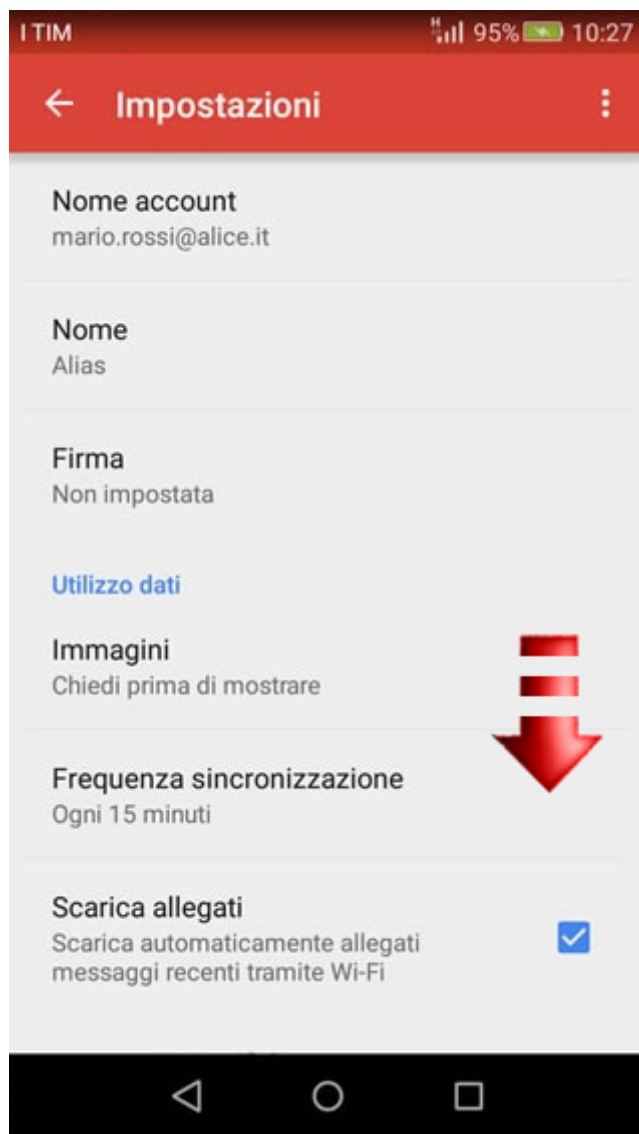 I TIM H 95% 10:27
Impostazioni
Nome account
mario.rossi@alice.it
Nome
Alias
Firma
Non impostata
Utilizzo dati
Immagini
Chiedi prima di mostrare
Frequenza sincronizzazione
Ogni 15 minuti
Scarica allegati
Scarica automaticamente allegati
messaggi recenti tramite Wi-Fi